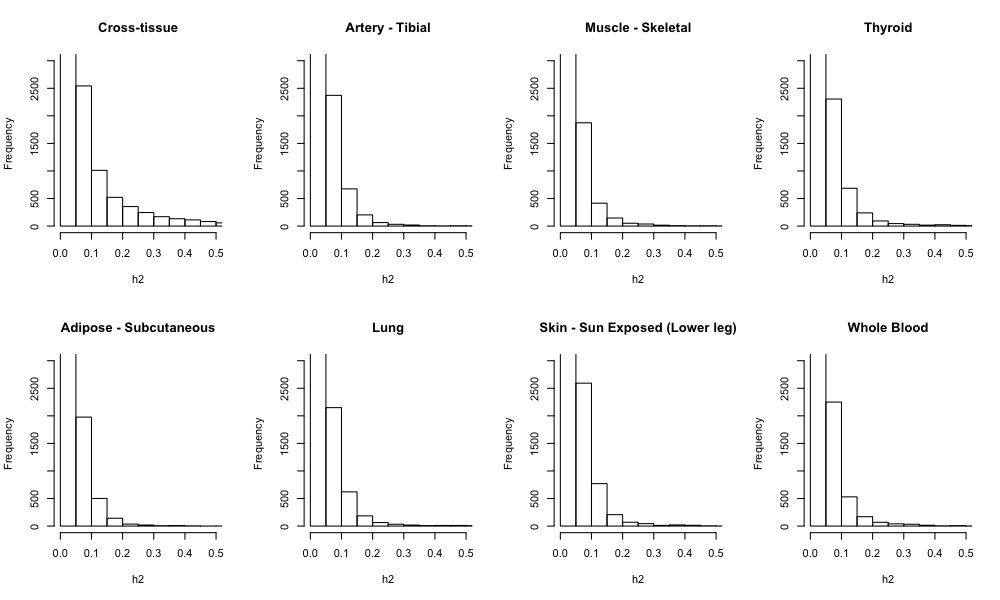 Cross-tissue
Frequency
0 500 1500 2500
0.0 0.1 0.2 0.3 0.4 0.5
h2
Artery - Tibial
Frequency
0 500 1500 2500
0.0 0.1 0.2 0.3 0.4 0.5
h2
Muscle - Skeletal
Frequency
0 500 1500 2500
0.0 0.1 0.2 0.3 0.4 0.5
h2
Thyroid
Frequency
0 500 1500 2500
0.0 0.1 0.2 0.3 0.4 0.5
h2
Adipose - Subcutaneous
Frequency
0 500 1500 2500
0.0 0.1 0.2 0.3 0.4 0.5
h2
Lung
Frequency
0 500 1500 2500
0.0 0.1 0.2 0.3 0.4 0.5
h2
Skin - Sun Exposed (Lower leg)
Frequency
0 500 1500 2500
0.0 0.1 0.2 0.3 0.4 0.5
h2
Whole Blood
Frequency
0 500 1500 2500
0.0 0.1 0.2 0.3 0.4 0.5
h2